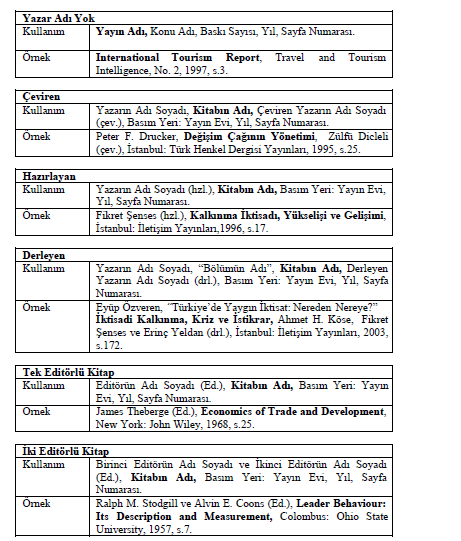 Yazar Adı Yok
Kullanım Yayın Adı, Konu Adı, Baskı Sayısı, Yıl, Sayfa Numarası.
Örnek International Tourism Report, Travel and Tourism
Intelligence, No. 2, 1997, s.3.
Çeviren
Kullanım Yazarın Adı Soyadı, Kitabın Adı, Çeviren Yazarın Adı Soyadı
(çev.), Basım Yeri: Yayın Evi, Yıl, Sayfa Numarası.
Örnek Peter F. Drucker, Değişim Çağının Yönetimi, Zülfü Dicleli
(çev.), İstanbul: Türk Henkel Dergisi Yayınları, 1995, s.25.
Hazırlayan
Kullanım Yazarın Adı Soyadı (hzl.), Kitabın Adı, Basım Yeri: Yayın Evi,
Yıl, Sayfa Numarası.
Örnek Fikret Şenses (hzl.), Kalkınma İktisadı, Yükselişi ve Gelişimi,
İstanbul: İletişim Yayınları,1996, s.17.
Derleyen
Kullanım Yazarın Adı Soyadı, “Bölümün Adı”, Kitabın Adı, Derleyen
Yazarın Adı Soyadı (drl.), Basım Yeri: Yayın Evi, Yıl, Sayfa
Numarası.
Örnek Eyüp Özveren, “Türkiye’de Yaygın İktisat: Nereden Nereye?”
İktisadi Kalkınma, Kriz ve İstikrar, Ahmet H. Köse, Fikret
Şenses ve Erinç Yeldan (drl.), İstanbul: İletişim Yayınları, 2003,
s.172.
Tek Editörlü Kitap
Kullanım Editörün Adı Soyadı (Ed.), Kitabın Adı, Basım Yeri: Yayın
Evi, Yıl, Sayfa Numarası.
Örnek James Theberge (Ed.), Economics of Trade and Development,
New York: John Wiley, 1968, s.25.
İki Editörlü Kitap
Kullanım Birinci Editörün Adı Soyadı ve İkinci Editörün Adı Soyadı
(Ed.), Kitabın Adı, Basım Yeri: Yayın Evi, Yıl, Sayfa
Numarası.
Örnek Ralph M. Stodgill ve Alvin E. Coons (Ed.), Leader Behaviour:
Its Description and Measurement, Colombus: Ohio State
University, 1957, s.7.